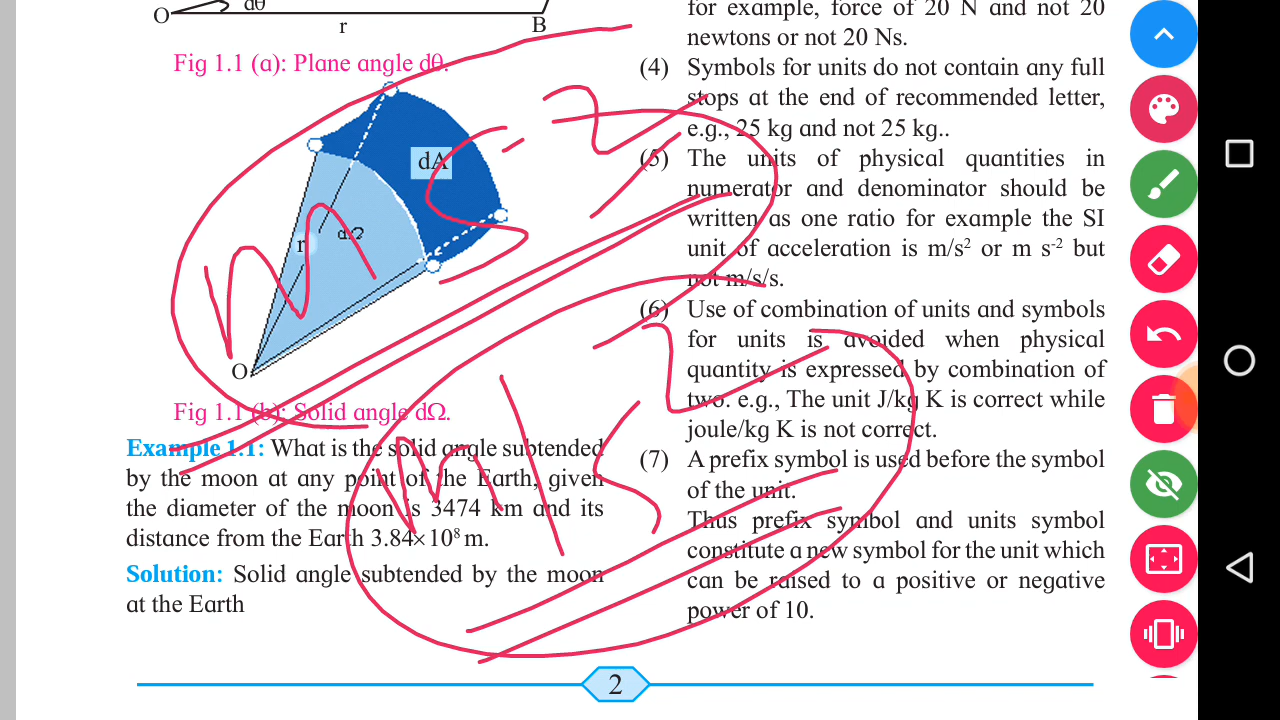 O
dθ
r
B
Fig 1.1 (a): Plane angle dθ.
dA
r
dΩ
O
Fig 1.1 (b): Solid angle dΩ.
Example 1.1: What is the solid angle subtended
by the moon at any point of the Earth, given
the diameter of the moon is 3474 km and its
distance from the Earth 3.84×10⁸ m.
Solution: Solid angle subtended by the moon
at the Earth
for example, force of 20 N and not 20
newtons or not 20 Ns.
(4) Symbols for units do not contain any full
stops at the end of recommended letter,
e.g., 25 kg and not 25 kg..
(5) The units of physical quantities in
numerator and denominator should be
written as one ratio for example the SI
unit of acceleration is m/s² or m s⁻² but
not m/s/s.
(6) Use of combination of units and symbols
for units is avoided when physical
quantity is expressed by combination of
two. e.g., The unit J/kg K is correct while
joule/kg K is not correct.
(7) A prefix symbol is used before the symbol
of the unit.
Thus prefix symbol and units symbol
constitute a new symbol for the unit which
can be raised to a positive or negative
power of 10.
m s⁻²
m/s²
2